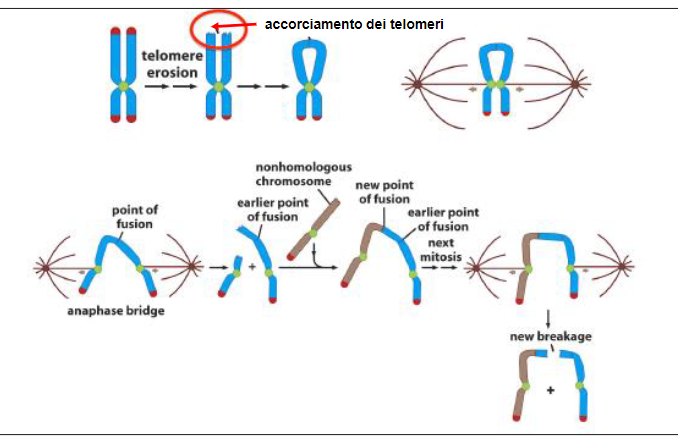 accorciamento dei telomeri
telomere
erosion
nonhomologous
chromosome
point of
fusion
earlier point
of fusion
new point
of fusion
earlier point
of fusion
next
mitosis
+
anaphase bridge
new breakage
+